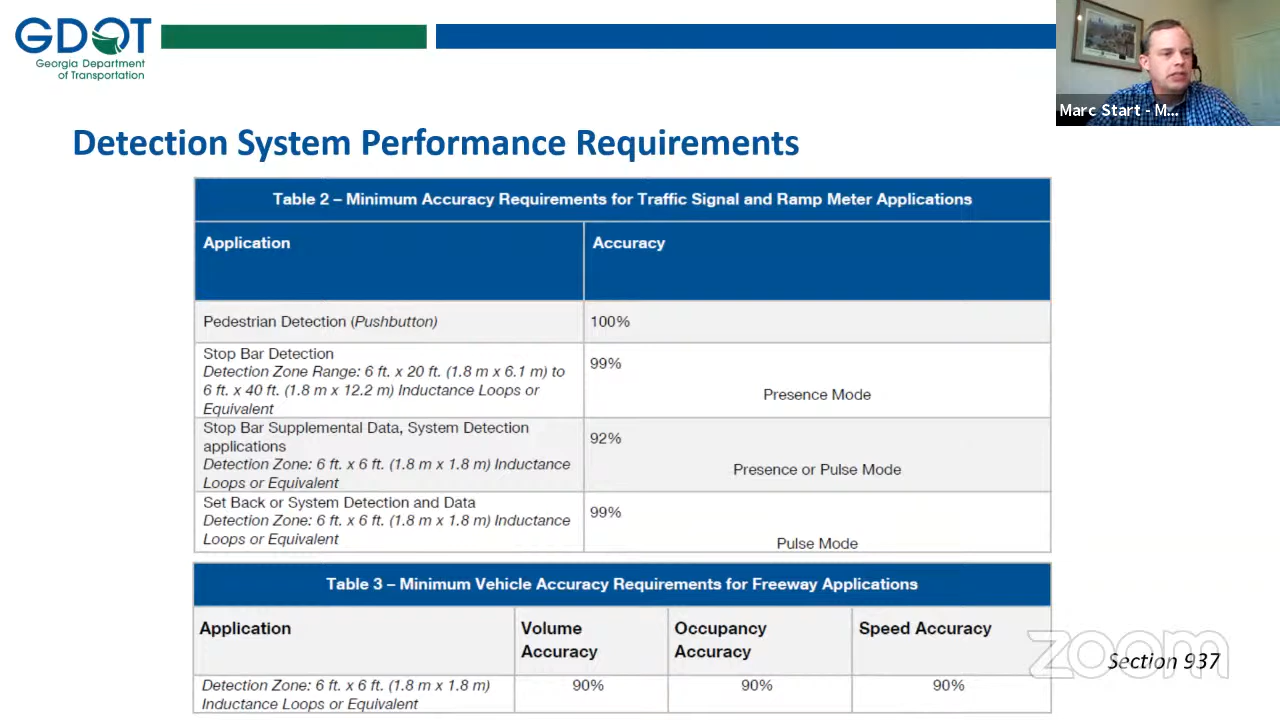 GDOT
Georgia Department
of Transportation
Marc Start - M...
Detection System Performance Requirements
Table 2 – Minimum Accuracy Requirements for Traffic Signal and Ramp Meter Applications
Application
Accuracy
Pedestrian Detection (Pushbutton)
100%
Stop Bar Detection
Detection Zone Range: 6 ft. x 20 ft. (1.8 m x 6.1 m) to
6 ft. x 40 ft. (1.8 m x 12.2 m) Inductance Loops or
Equivalent
99%
Presence Mode
Stop Bar Supplemental Data, System Detection
applications
Detection Zone: 6 ft. x 6 ft. (1.8 m x 1.8 m) Inductance
Loops or Equivalent
92%
Presence or Pulse Mode
Set Back or System Detection and Data
Detection Zone: 6 ft. x 6 ft. (1.8 m x 1.8 m) Inductance
Loops or Equivalent
99%
Pulse Mode
Table 3 – Minimum Vehicle Accuracy Requirements for Freeway Applications
Application
Volume
Accuracy
Occupancy
Accuracy
Speed Accuracy
Detection Zone: 6 ft. x 6 ft. (1.8 m x 1.8 m)
Inductance Loops or Equivalent
90%
90%
90%
zoom
Section 937